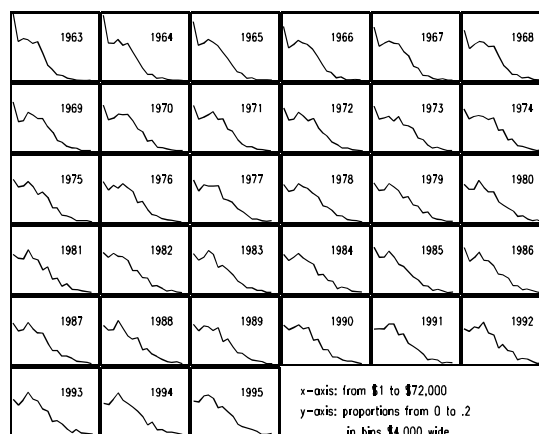 1963 1964 1965 1966 1967 1968
1969 1970 1971 1972 1973 1974
1975 1976 1977 1978 1979 1980
1981 1982 1983 1984 1985 1986
1987 1988 1989 1990 1991 1992
1993 1994 1995
x-axis: from $1 to $72,000
y-axis: proportions from 0 to .2
in bins $4,000 wide